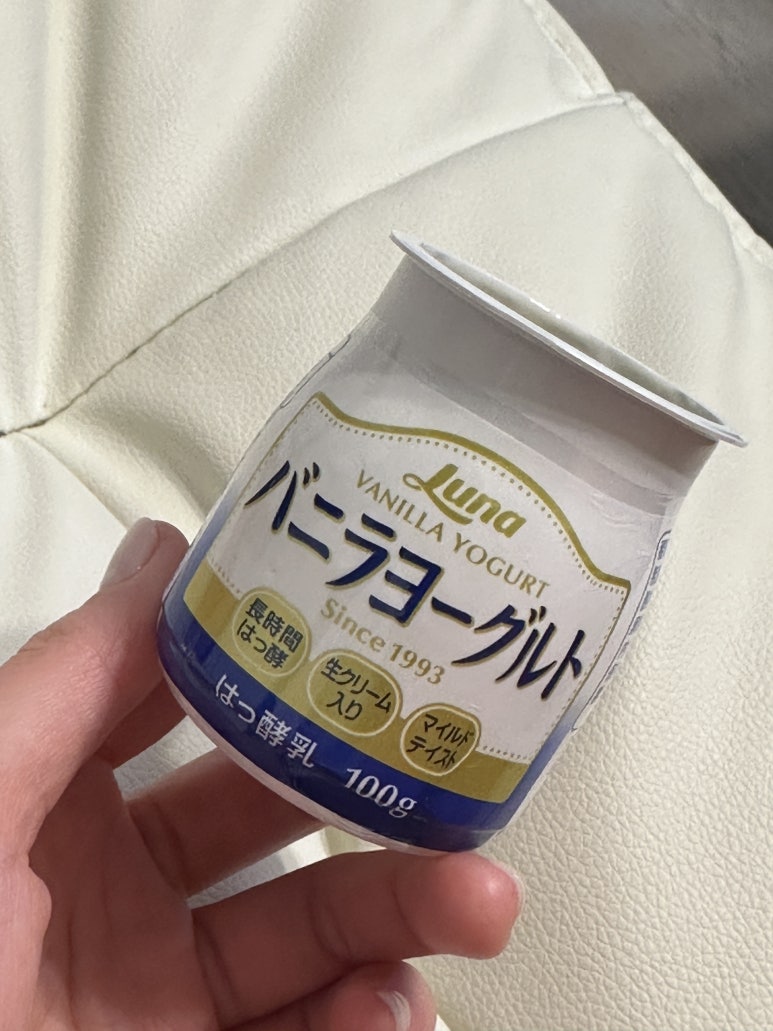 Luna
VANILLA YOGURT
バニラヨーグルト
Since 1993
長時間
はっ酵
生クリーム
入り
マイルド
テイスト
はっ酵乳 100g